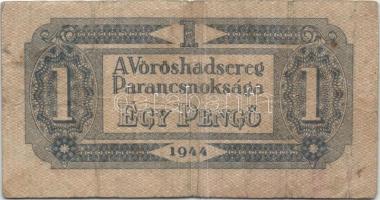 1
A Vöröshadsereg
Parancsnoksága
1 EGY PENGŐ 1
1944